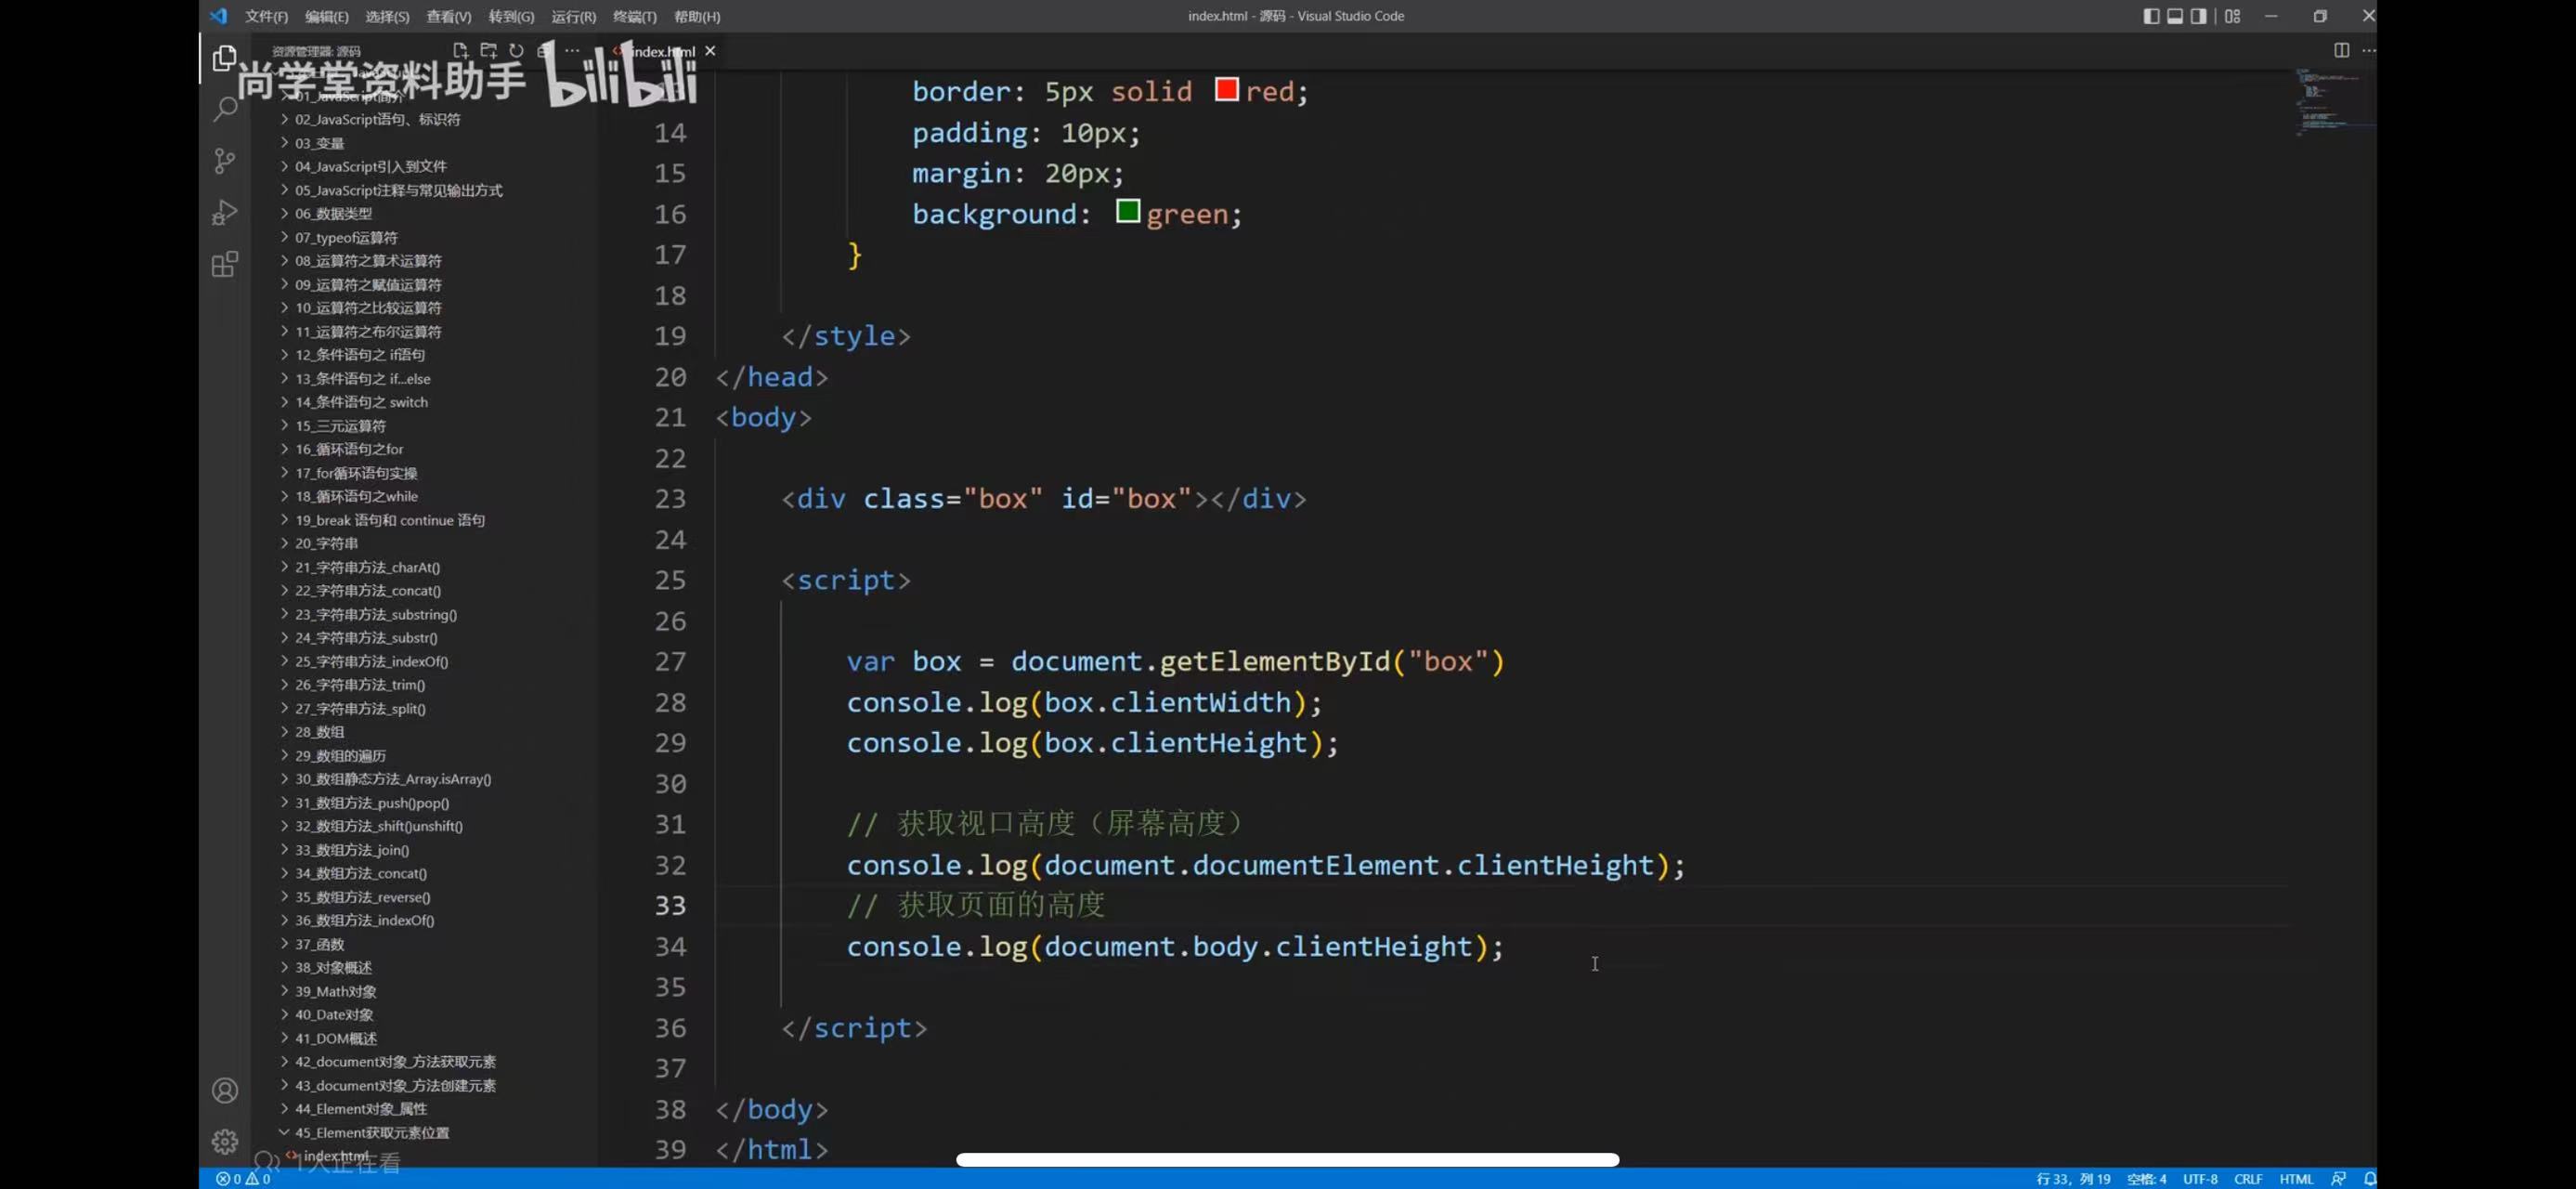 文件(F) 编辑(E) 选择(S) 查看(V) 转到(G) 运行(R) 终端(T) 帮助(H)
index.html - 源码 - Visual Studio Code
资源管理器: 源码
index.html
尚学堂资料助手 bilibili
01_JavaScript简介
02_JavaScript语句、标识符
03_变量
04_JavaScript引入到文件
05_JavaScript注释与常见输出方式
06_数据类型
07_typeof运算符
08_运算符之算术运算符
09_运算符之赋值运算符
10_运算符之比较运算符
11_运算符之布尔运算符
12_条件语句之 if语句
13_条件语句之 if...else
14_条件语句之 switch
15_三元运算符
16_循环语句之for
17_for循环语句实操
18_循环语句之while
19_break 语句和 continue 语句
20_字符串
21_字符串方法_charAt()
22_字符串方法_concat()
23_字符串方法_substring()
24_字符串方法_substr()
25_字符串方法_indexOf()
26_字符串方法_trim()
27_字符串方法_split()
28_数组
29_数组的遍历
30_数组静态方法_Array.isArray()
31_数组方法_push()pop()
32_数组方法_shift()unshift()
33_数组方法_join()
34_数组方法_concat()
35_数组方法_reverse()
36_数组方法_indexOf()
37_函数
38_对象概述
39_Math对象
40_Date对象
41_DOM概述
42_document对象_方法获取元素
43_document对象_方法创建元素
44_Element对象_属性
45_Element获取元素位置
index.html
1人正在看
border: 5px solid red;
14 padding: 10px;
15 margin: 20px;
16 background: green;
17 }
18
19 </style>
20 </head>
21 <body>
22
23 <div class="box" id="box"></div>
24
25 <script>
26
27 var box = document.getElementById("box")
28 console.log(box.clientWidth);
29 console.log(box.clientHeight);
30
31 // 获取视口高度（屏幕高度）
32 console.log(document.documentElement.clientHeight);
33 // 获取页面的高度
34 console.log(document.body.clientHeight);
35
36 </script>
37
38 </body>
39 </html>
0 0
行 33，列 19 空格: 4 UTF-8 CRLF HTML